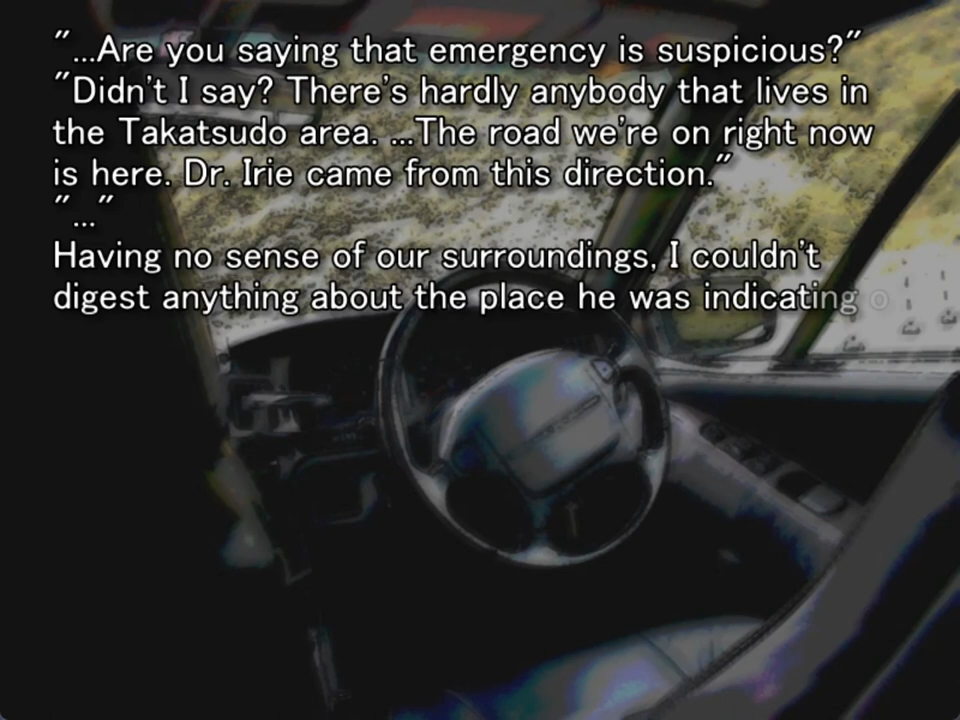 "...Are you saying that emergency is suspicious?"
"Didn't I say? There's hardly anybody that lives in
the Takatsudo area. ...The road we're on right now
is here. Dr. Irie came from this direction."
"..."
Having no sense of our surroundings, I couldn't
digest anything about the place he was indicating o